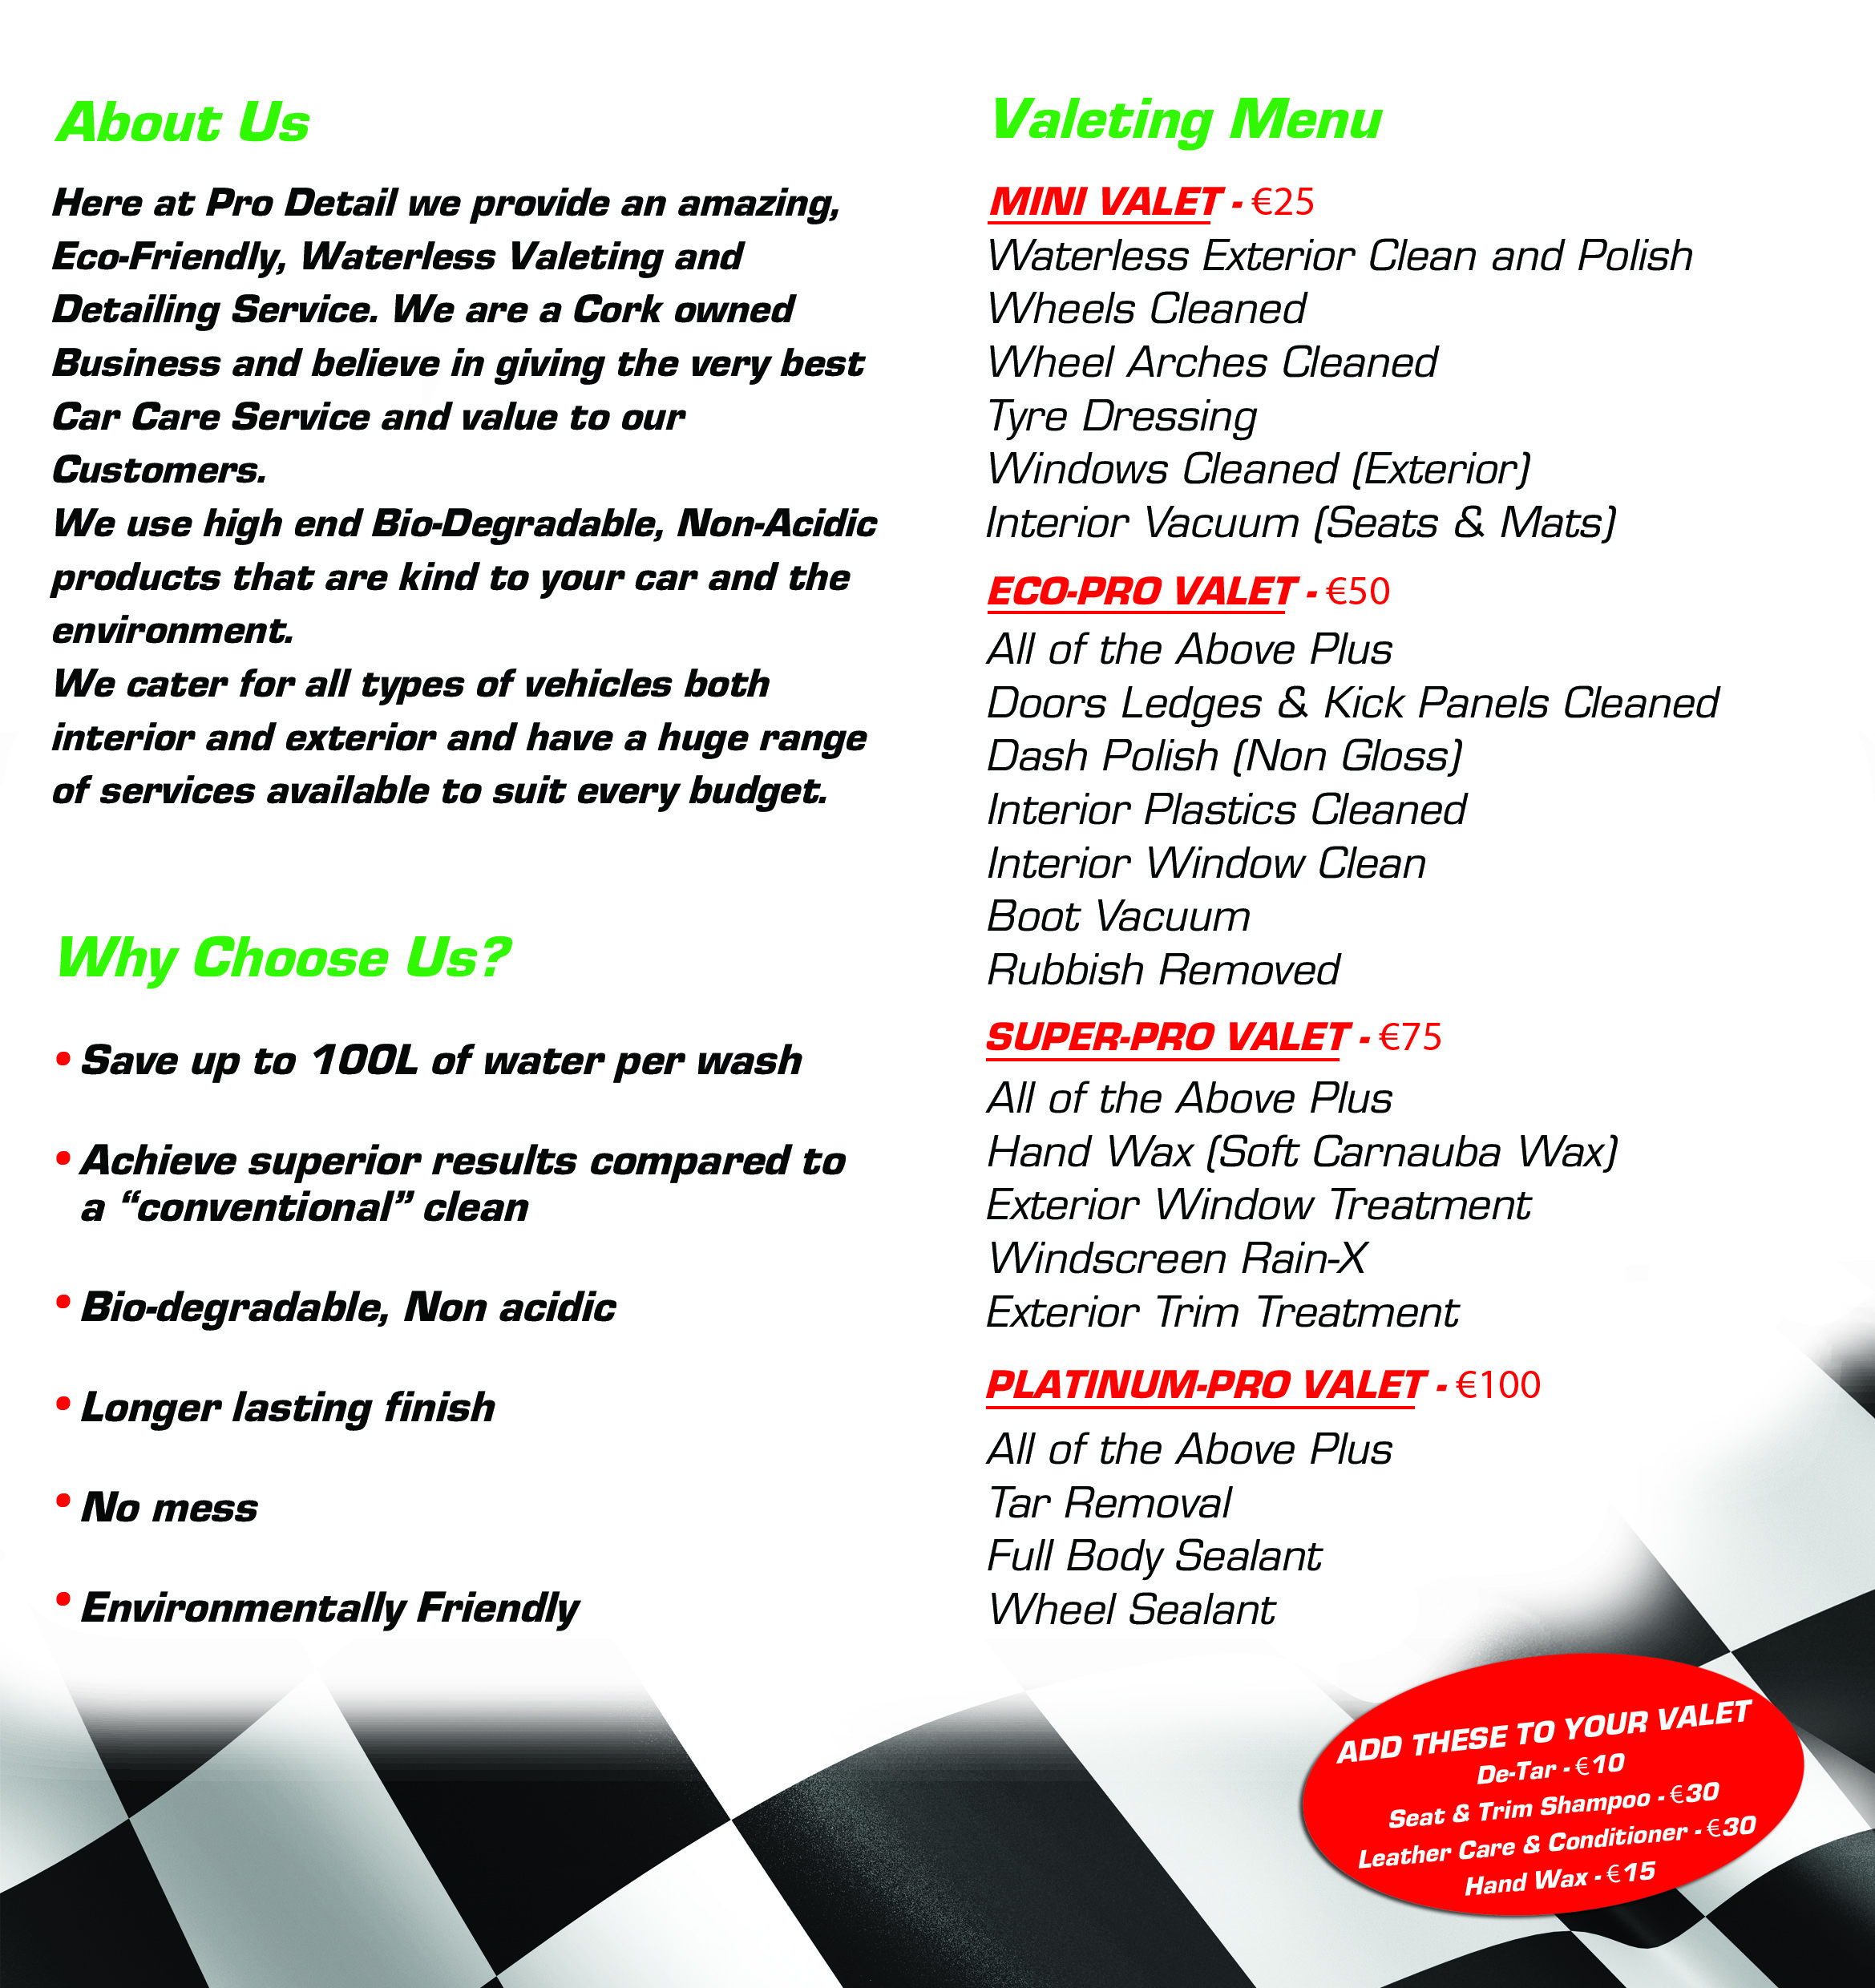 About Us
Here at Pro Detail we provide an amazing,
Eco-Friendly, Waterless Valeting and
Detailing Service. We are a Cork owned
Business and believe in giving the very best
Car Care Service and value to our
Customers.
We use high end Bio-Degradable, Non-Acidic
products that are kind to your car and the
environment.
We cater for all types of vehicles both
interior and exterior and have a huge range
of services available to suit every budget.
Why Choose Us?
• Save up to 100L of water per wash
• Achieve superior results compared to
a “conventional” clean
• Bio-degradable, Non acidic
• Longer lasting finish
• No mess
• Environmentally Friendly
Valeting Menu
MINI VALET - €25
Waterless Exterior Clean and Polish
Wheels Cleaned
Wheel Arches Cleaned
Tyre Dressing
Windows Cleaned (Exterior)
Interior Vacuum (Seats & Mats)
ECO-PRO VALET - €50
All of the Above Plus
Doors Ledges & Kick Panels Cleaned
Dash Polish (Non Gloss)
Interior Plastics Cleaned
Interior Window Clean
Boot Vacuum
Rubbish Removed
SUPER-PRO VALET - €75
All of the Above Plus
Hand Wax (Soft Carnauba Wax)
Exterior Window Treatment
Windscreen Rain-X
Exterior Trim Treatment
PLATINUM-PRO VALET - €100
All of the Above Plus
Tar Removal
Full Body Sealant
Wheel Sealant
ADD THESE TO YOUR VALET
De-Tar - €10
Seat & Trim Shampoo - €30
Leather Care & Conditioner - €30
Hand Wax - €15